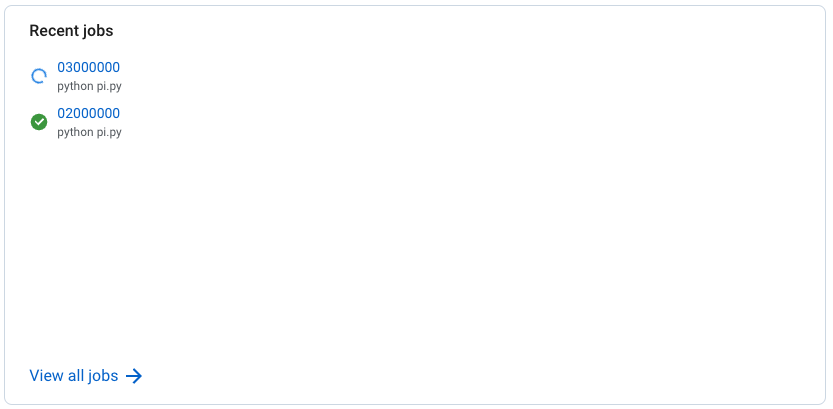 Recent jobs
03000000
python pi.py
02000000
python pi.py
View all jobs